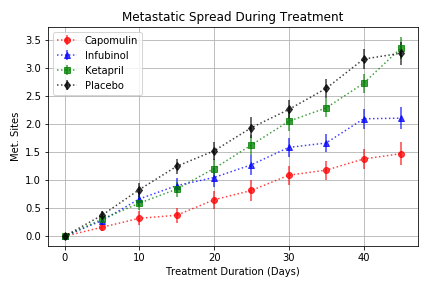 Metastatic Spread During Treatment
Capomulin
Infubinol
Ketapril
Placebo
Met. Sites
3.5
3.0
2.5
2.0
1.5
1.0
0.5
0.0
0 10 20 30 40
Treatment Duration (Days)